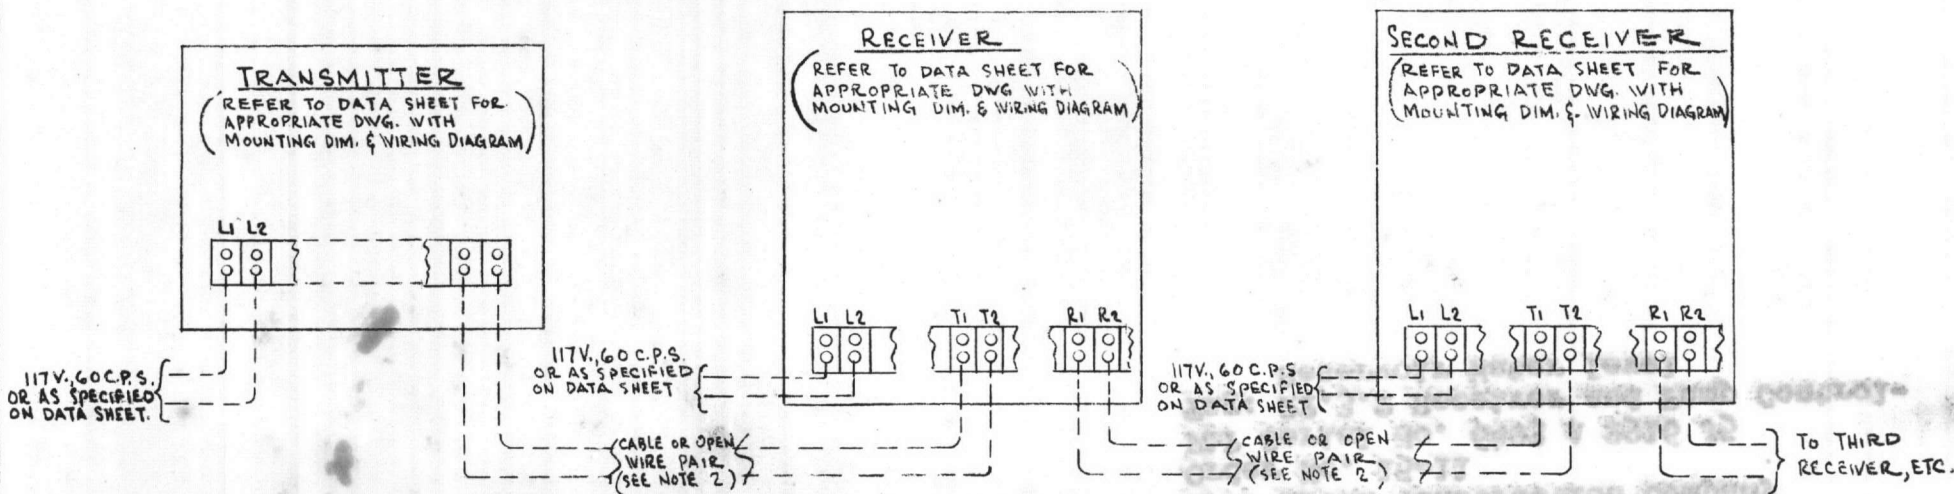 TRANSMITTER
(REFER TO DATA SHEET FOR
APPROPRIATE DWG. WITH
MOUNTING DIM. & WIRING DIAGRAM)
L1 L2
117V., 60 C.P.S.
OR AS SPECIFIED
ON DATA SHEET.
RECEIVER
(REFER TO DATA SHEET FOR
APPROPRIATE DWG WITH
MOUNTING DIM. & WIRING DIAGRAM)
L1 L2 T1 T2 R1 R2
117V., 60 C.P.S.
OR AS SPECIFIED
ON DATA SHEET
CABLE OR OPEN
WIRE PAIR
(SEE NOTE 2)
SECOND RECEIVER
(REFER TO DATA SHEET FOR
APPROPRIATE DWG. WITH
MOUNTING DIM. & WIRING DIAGRAM)
L1 L2 T1 T2 R1 R2
117V., 60 C.P.S
OR AS SPECIFIED
ON DATA SHEET
CABLE OR OPEN
WIRE PAIR
(SEE NOTE 2)
TO THIRD
RECEIVER, ETC.